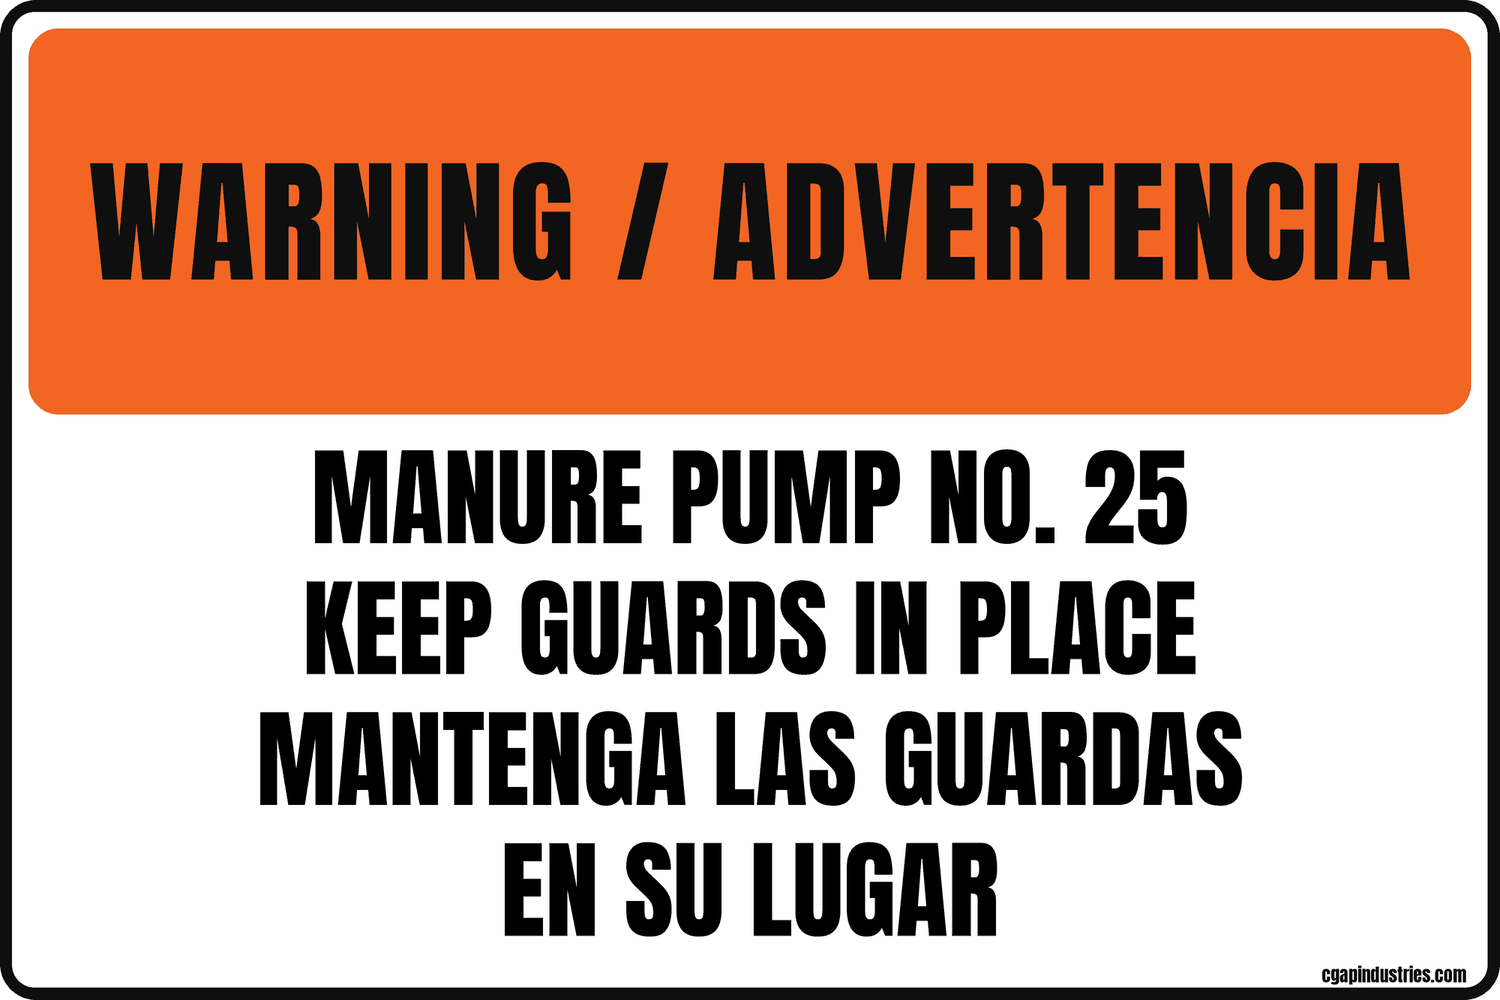 WARNING / ADVERTENCIA
MANURE PUMP NO. 25
KEEP GUARDS IN PLACE
MANTENGA LAS GUARDAS
EN SU LUGAR
cgapindustries.com